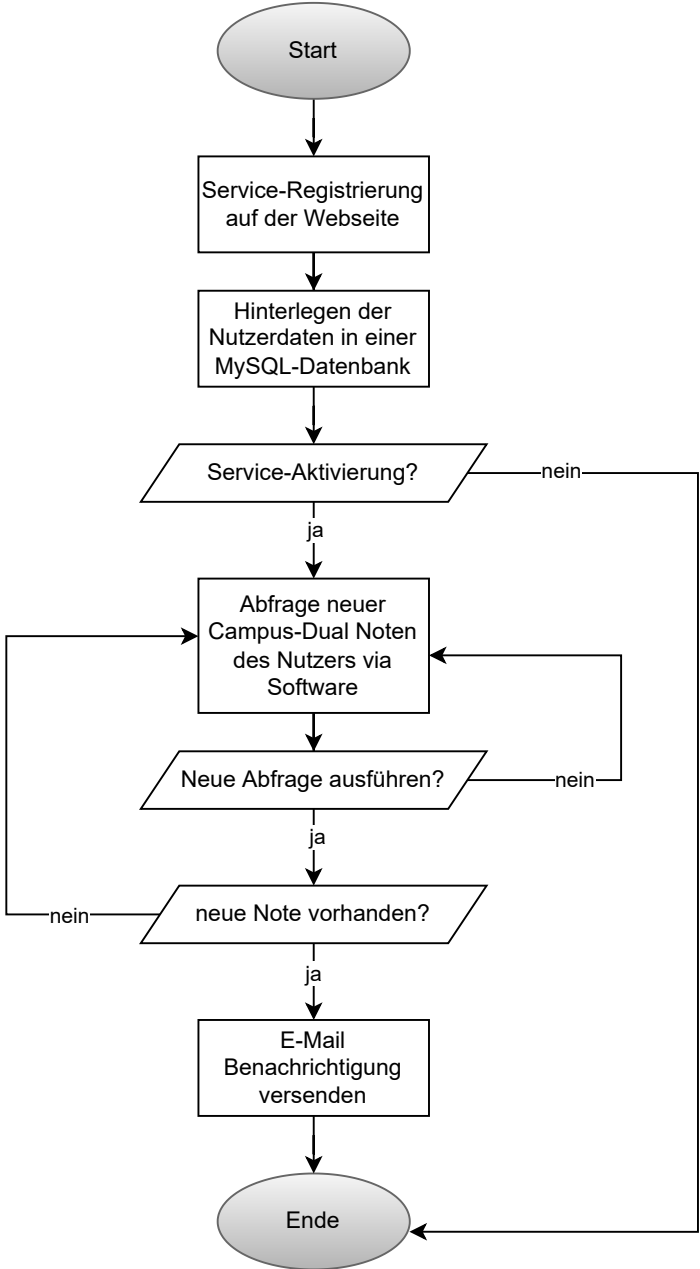 Start
Service-Registrierung
auf der Webseite
Hinterlegen der
Nutzerdaten in einer
MySQL-Datenbank
Service-Aktivierung?
nein
ja
Abfrage neuer
Campus-Dual Noten
des Nutzers via
Software
Neue Abfrage ausführen?
nein
ja
neue Note vorhanden?
nein
ja
E-Mail
Benachrichtigung
versenden
Ende